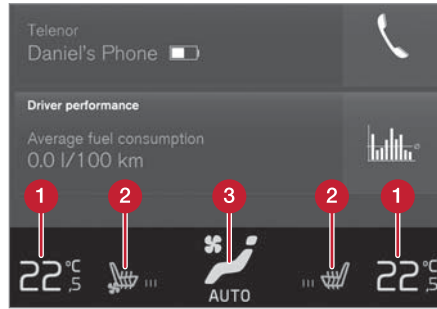 Telenor
Daniel's Phone
Driver performance
Average fuel consumption
0.0 l/100 km
1 2 3 2 1
22 °C ,5 22 °C ,5
AUTO